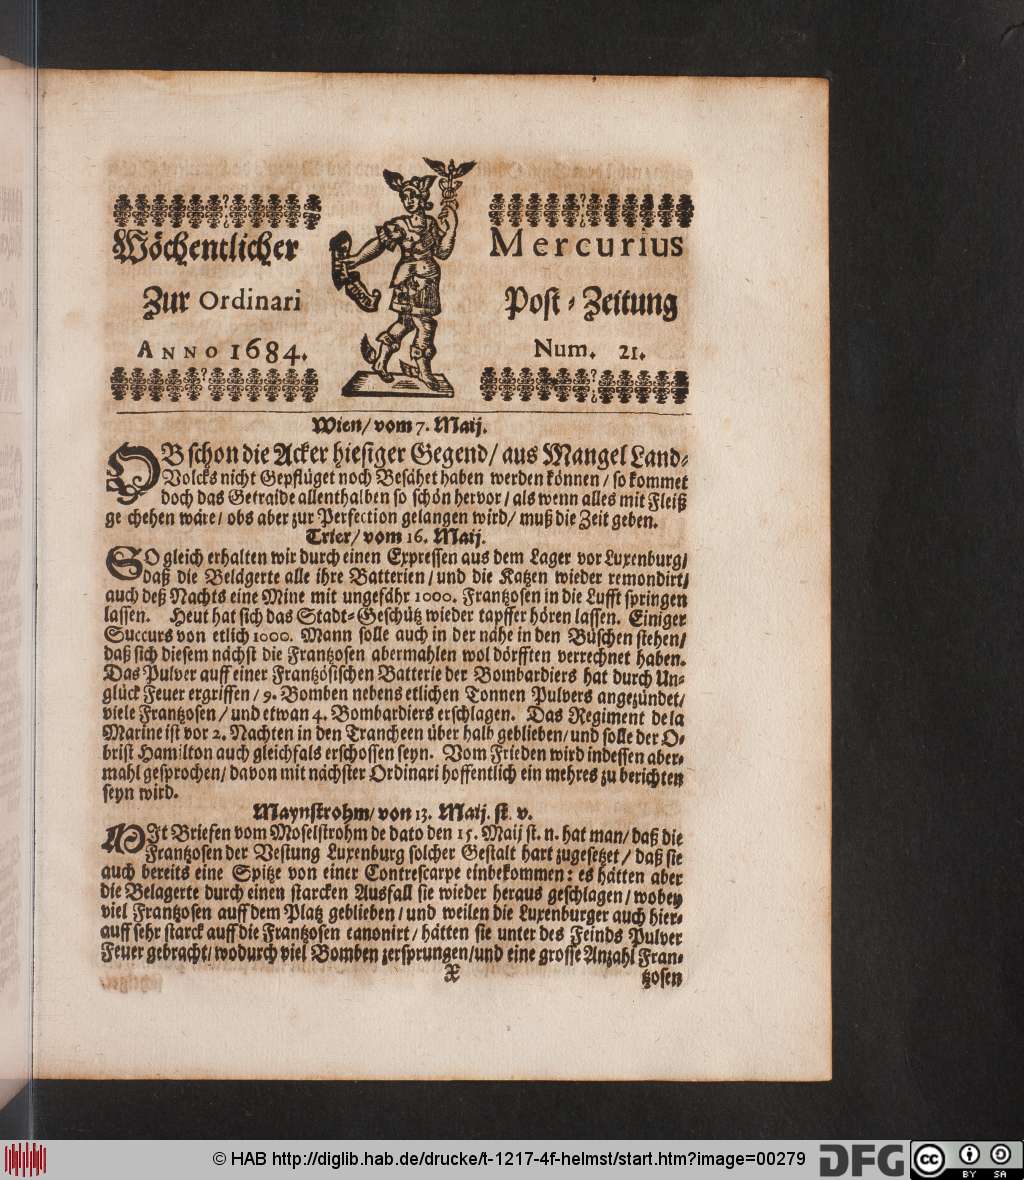 Wöchentlicher Mercurius
Zur Ordinari Post-Zeitung
ANNO 1684. Num. 21.
Wien/ vom 7. Maij.
OB schon die Acker hiesiger Gegend/ aus Mangel Land-
Volcks nicht Gepflüget noch Besähet haben werden können/ so kommet
doch das Getraide allenthalben so schön hervor/ als wenn alles mit Fleiß
ge chehen wäre/ obs aber zur Perfection gelangen wird/ muß die Zeit geben.
Trier/ vom 16. Maij.
SO gleich erhalten wir durch einen Expressen aus dem Lager vor Luxenburg/
daß die Belägerte alle ihre Batterien/ und die Katzen wieder remondirt/
auch deß Nachts eine Mine mit ungefähr 1000. Frantzosen in die Lufft springen
lassen. Heut hat sich das Stadt-Geschütz wieder tapffer hören lassen. Einiger
Succurs von etlich 1000. Mann solle auch in der nähe in den Büschen stehen/
daß sich diesem nächst die Frantzosen abermahlen wol dörfften verrechnet haben.
Das Pulver auff einer Frantzösischen Batterie der Bombardiers hat durch Un-
glück Feuer ergriffen/ 9. Bomben nebens etlichen Tonnen Pulvers angezündet/
viele Frantzosen/ und etwan 4. Bombardiers erschlagen. Das Regiment de la
Marine ist vor 2. Nachten in den Trancheen über halb geblieben/ und solle der O-
brist Hamilton auch gleichfals erschossen seyn. Vom Frieden wird indessen aber-
mahl gesprochen/ davon mit nächster Ordinari hoffentlich ein mehres zu berichten
seyn wird.
Maynstrohm/ von 13. Maij. st. v.
MIt Briefen vom Moselstrohm de dato den 15. Maij st. n. hat man/ daß die
Frantzosen der Vestung Luxenburg solcher Gestalt hart zugesetzet/ daß sie
auch bereits eine Spitze von einer Contrescarpe einbekommen: es hätten aber
die Belagerte durch einen starcken Ausfall sie wieder heraus geschlagen/ wobey
viel Frantzosen auff dem Platz geblieben/ und weilen die Luxenburger auch hier-
auff sehr starck auff die Frantzosen canonirt/ hätten sie unter des Feinds Pulver
Feuer gebracht/ wodurch viel Bomben zersprungen/ und eine grosse Anzahl Fran-
X tzosen
© HAB http://diglib.hab.de/drucke/t-1217-4f-helmst/start.htm?image=00279 DFG cc BY SA